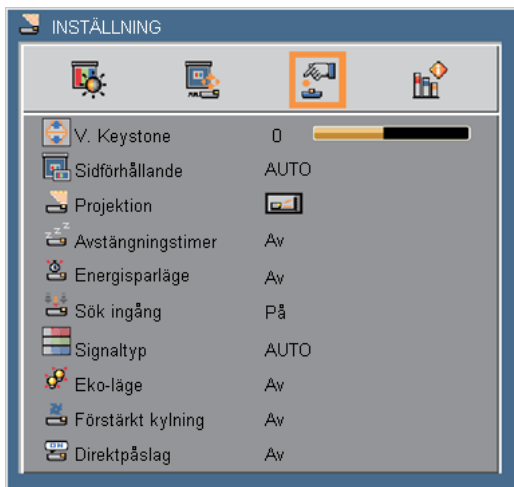 INSTÄLLNING
V. Keystone 0
Sidförhållande AUTO
Projektion
Avstängningstimer Av
Energisparläge Av
Sök ingång På
Signaltyp AUTO
Eko-läge Av
Förstärkt kylning Av
Direktpåslag Av